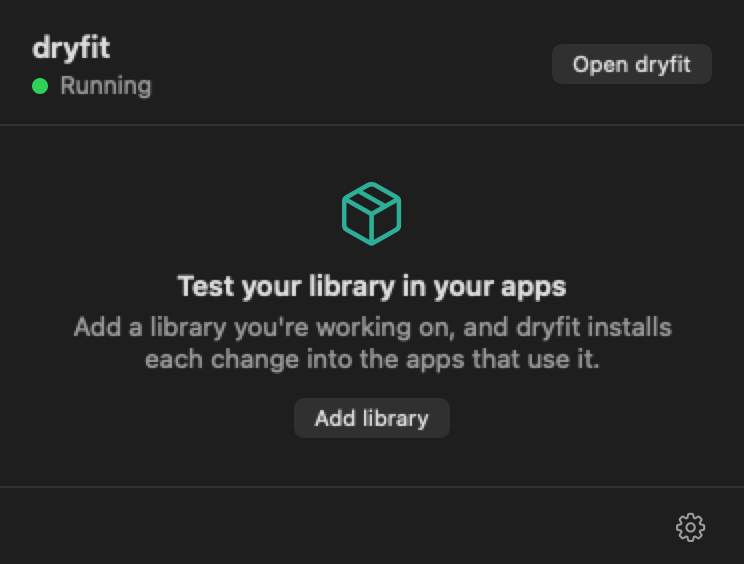 dryfit
Running
Open dryfit
Test your library in your apps
Add a library you're working on, and dryfit installs
each change into the apps that use it.
Add library